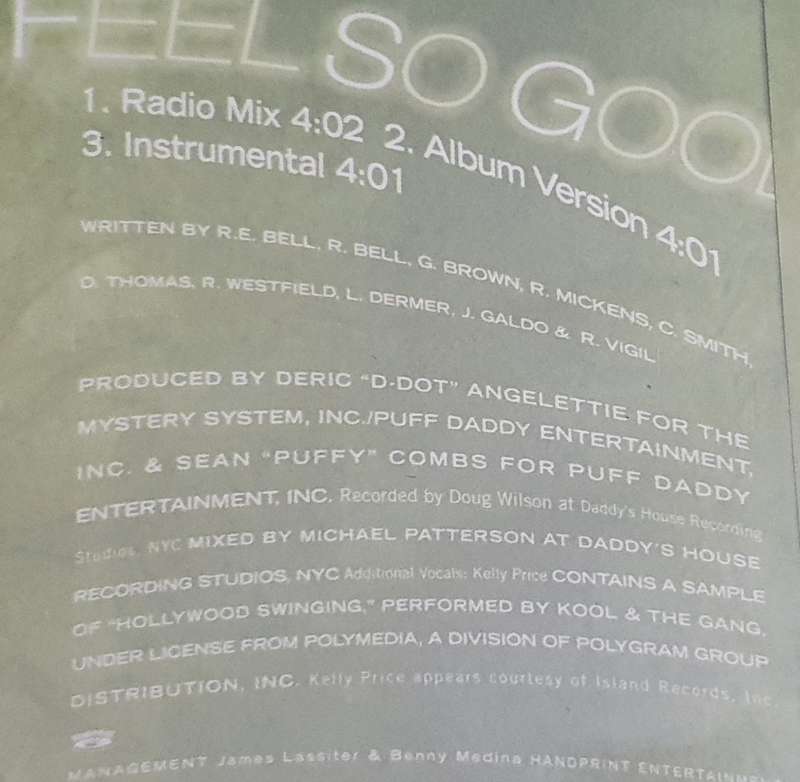 FEEL SO GOOD
1. Radio Mix 4:02 2. Album Version 4:01
3. Instrumental 4:01
WRITTEN BY R.E. BELL, R. BELL, G. BROWN, R. MICKENS, C. SMITH,
D. THOMAS, R. WESTFIELD, L. DERMER, J. GALDO & R. VIGIL
PRODUCED BY DERIC "D-DOT" ANGELETTIE FOR THE
MYSTERY SYSTEM, INC./PUFF DADDY ENTERTAINMENT,
INC. & SEAN "PUFFY" COMBS FOR PUFF DADDY
ENTERTAINMENT, INC. Recorded by Doug Wilson at Daddy's House Recording
Studios, NYC MIXED BY MICHAEL PATTERSON AT DADDY'S HOUSE
RECORDING STUDIOS, NYC Additional Vocals: Kelly Price CONTAINS A SAMPLE
OF "HOLLYWOOD SWINGING," PERFORMED BY KOOL & THE GANG,
UNDER LICENSE FROM POLYMEDIA, A DIVISION OF POLYGRAM GROUP
DISTRIBUTION, INC. Kelly Price appears courtesy of Island Records, Inc.
MANAGEMENT James Lassiter & Benny Medina HANDPRINT ENTERTAINMENT